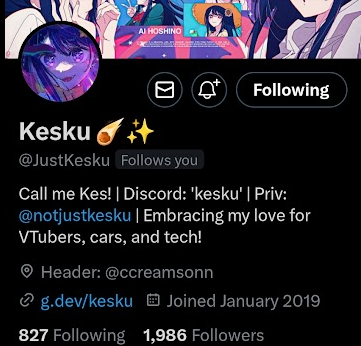 AI HOSHINO
Following
Kesku☄️✨
@JustKesku Follows you
Call me Kes! | Discord: 'kesku' | Priv:
@notjustkesku | Embracing my love for
VTubers, cars, and tech!
Header: @ccreamsonn
g.dev/kesku Joined January 2019
827 Following 1,986 Followers